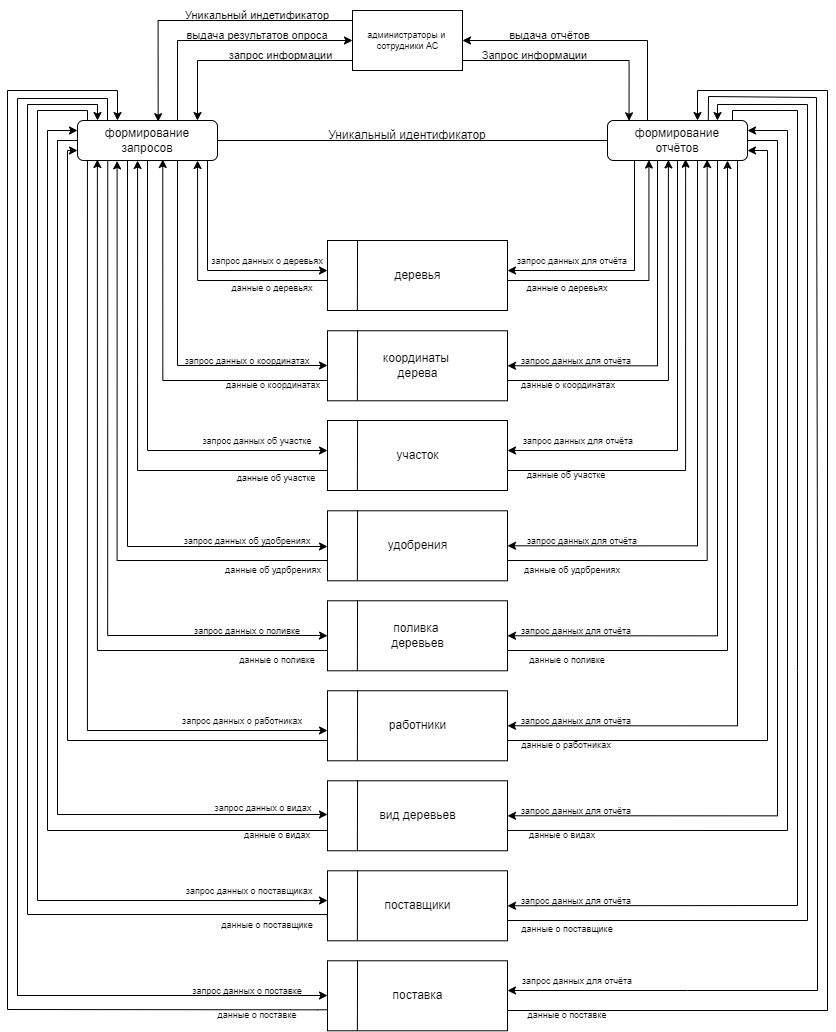 Уникальный индетификатор
администраторы и
сотрудники АС
выдача результатов опроса
выдача отчётов
запрос информации
Запрос информации
формирование
запросов
Уникальный идентификатор
формирование
отчётов
запрос данных о деревьях
запрос данных для отчёта
деревья
данные о деревьях
данные о деревьях
запрос данных о координатах
координаты
дерева
запрос данных для отчёта
данные о координатах
данные о координатах
запрос данных об участке
запрос данных для отчёта
участок
данные об участке
данные об участке
запрос данных об удобрениях
удобрения
запрос данных для отчёта
данные об удрбрениях
данные об удрбрениях
запрос данных о поливке
поливка
деревьев
запрос данных для отчёта
данные о поливке
данные о поливке
запрос данных о работниках
работники
запрос данных для отчёта
данные о работниках
запрос данных о видах
вид деревьев
запрос данных для отчёта
данные о видах
данные о видах
запрос данных о поставщиках
поставщики
запрос данных для отчёта
данные о поставщике
данные о поставщике
запрос данных о поставке
поставка
запрос данных для отчёта
данные о поставке
данные о поставке